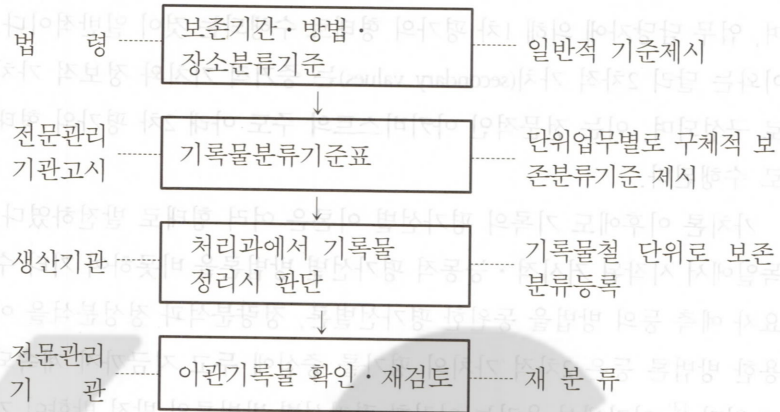 법 령
보존기간·방법·
장소분류기준
일반적 기준제시
전문관리
기관고시
기록물분류기준표
단위업무별로 구체적 보
존분류기준 제시
생산기관
처리과에서 기록물
정리시 판단
기록물철 단위로 보존
분류등록
전문관리
기 관
이관기록물 확인·재검토
재 분 류